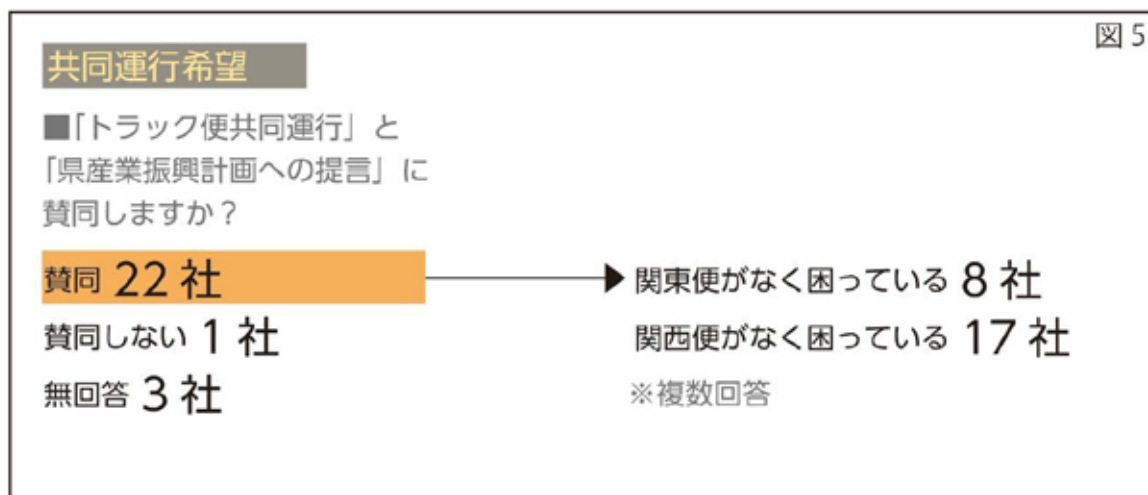 図5
共同運行希望
■「トラック便共同運行」と
「県産業振興計画への提言」に
賛同しますか？
賛同 22 社
賛同しない 1 社
無回答 3 社
関東便がなく困っている 8 社
関西便がなく困っている 17 社
※複数回答